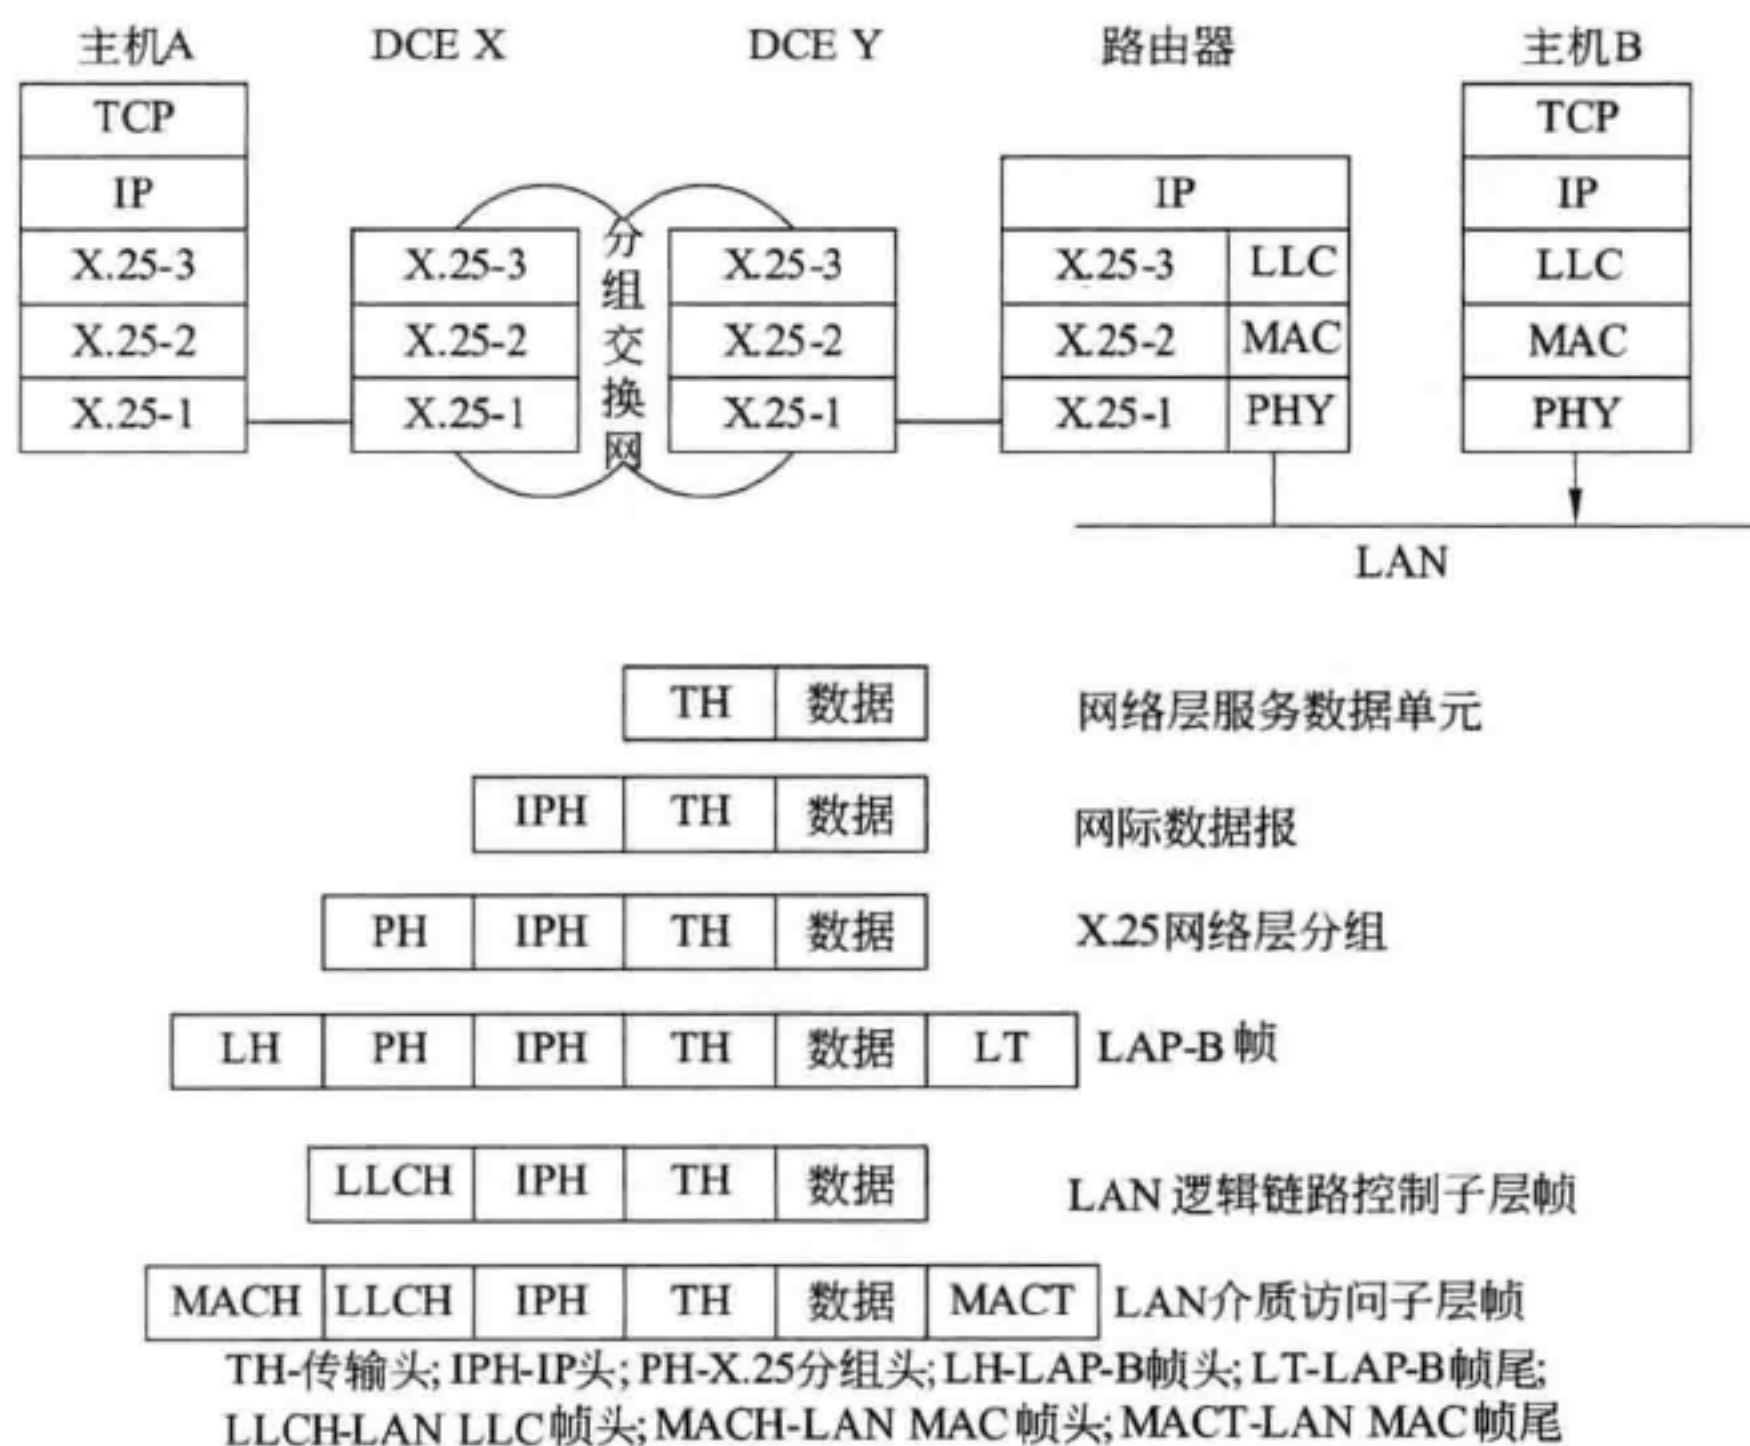 主机A DCE X DCE Y 路由器 主机B
TCP TCP
IP IP IP
X.25-3 X.25-3 X.25-3 X.25-3 LLC LLC
X.25-2 X.25-2 X.25-2 X.25-2 MAC MAC
X.25-1 X.25-1 X.25-1 X.25-1 PHY PHY
分组交换网
LAN
TH 数据 网络层服务数据单元
IPH TH 数据 网际数据报
PH IPH TH 数据 X.25网络层分组
LH PH IPH TH 数据 LT LAP-B 帧
LLCH IPH TH 数据 LAN 逻辑链路控制子层帧
MACH LLCH IPH TH 数据 MACT LAN介质访问子层帧
TH-传输头; IPH-IP头; PH-X.25分组头; LH-LAP-B帧头; LT-LAP-B帧尾;
LLCH-LAN LLC帧头; MACH-LAN MAC帧头; MACT-LAN MAC帧尾